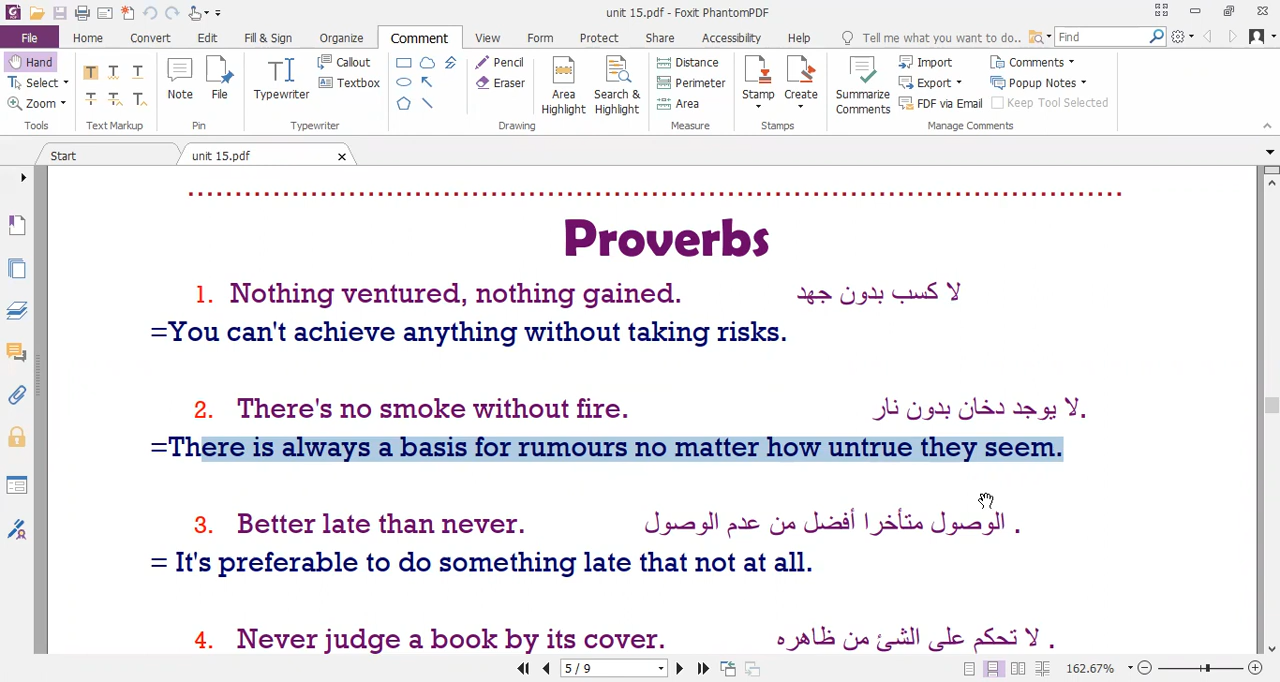 unit 15.pdf - Foxit PhantomPDF
File Home Convert Edit Fill & Sign Organize Comment View Form Protect Share Accessibility Help Tell me what you want to do.. Find
Hand
Select
Zoom
Tools
Text Markup
Note
File
Pin
Typewriter
Callout
Textbox
Typewriter
Pencil
Eraser
Area Highlight
Search & Highlight
Drawing
Distance
Perimeter
Area
Measure
Stamp
Create
Stamps
Summarize Comments
Import
Export
FDF via Email
Comments
Popup Notes
Keep Tool Selected
Manage Comments
Start
unit 15.pdf
Proverbs
1. Nothing ventured, nothing gained. لا كسب بدون جهد
=You can't achieve anything without taking risks.
2. There's no smoke without fire. لا يوجد دخان بدون نار.
=There is always a basis for rumours no matter how untrue they seem.
3. Better late than never. الوصول متأخرا أفضل من عدم الوصول .
= It's preferable to do something late that not at all.
4. Never judge a book by its cover. لا تحكم على الشئ من ظاهره .
5 / 9
162.67%